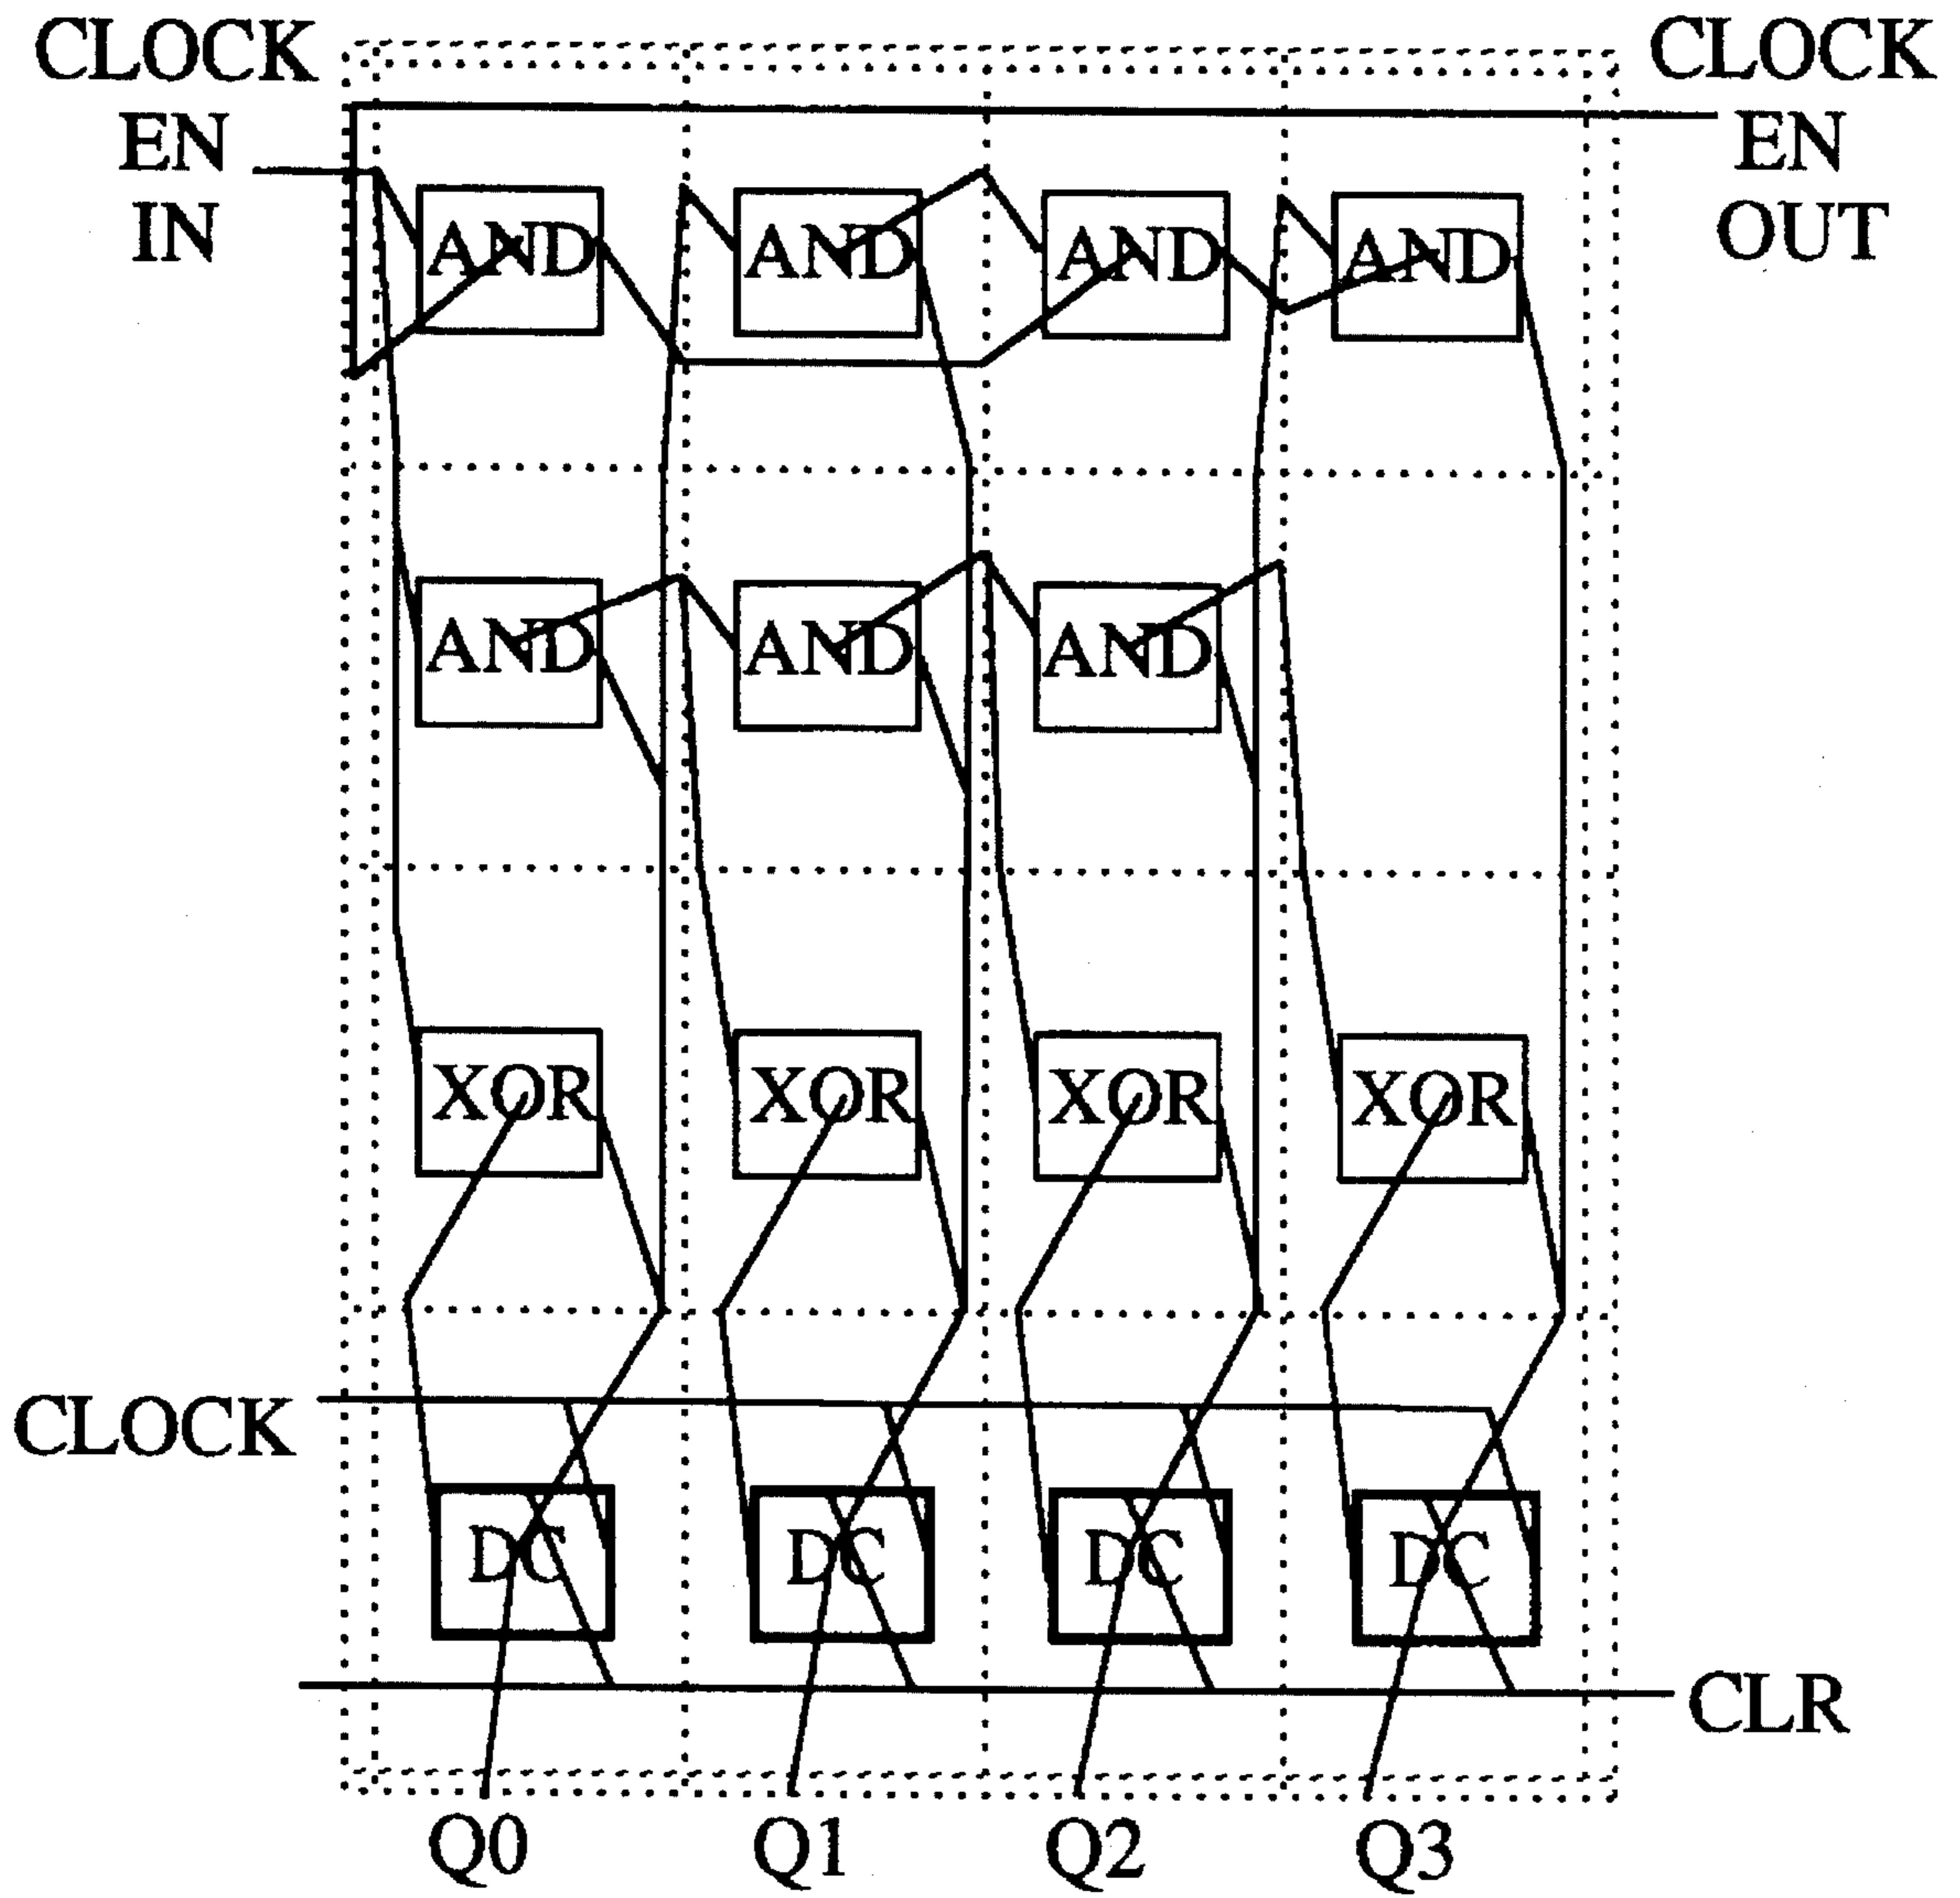 CLOCK
EN
IN
CLOCK
EN
OUT
AND AND AND AND
AND AND AND
XOR XOR XOR XOR
CLOCK
DC DC DC DC
CLR
Q0 Q1 Q2 Q3